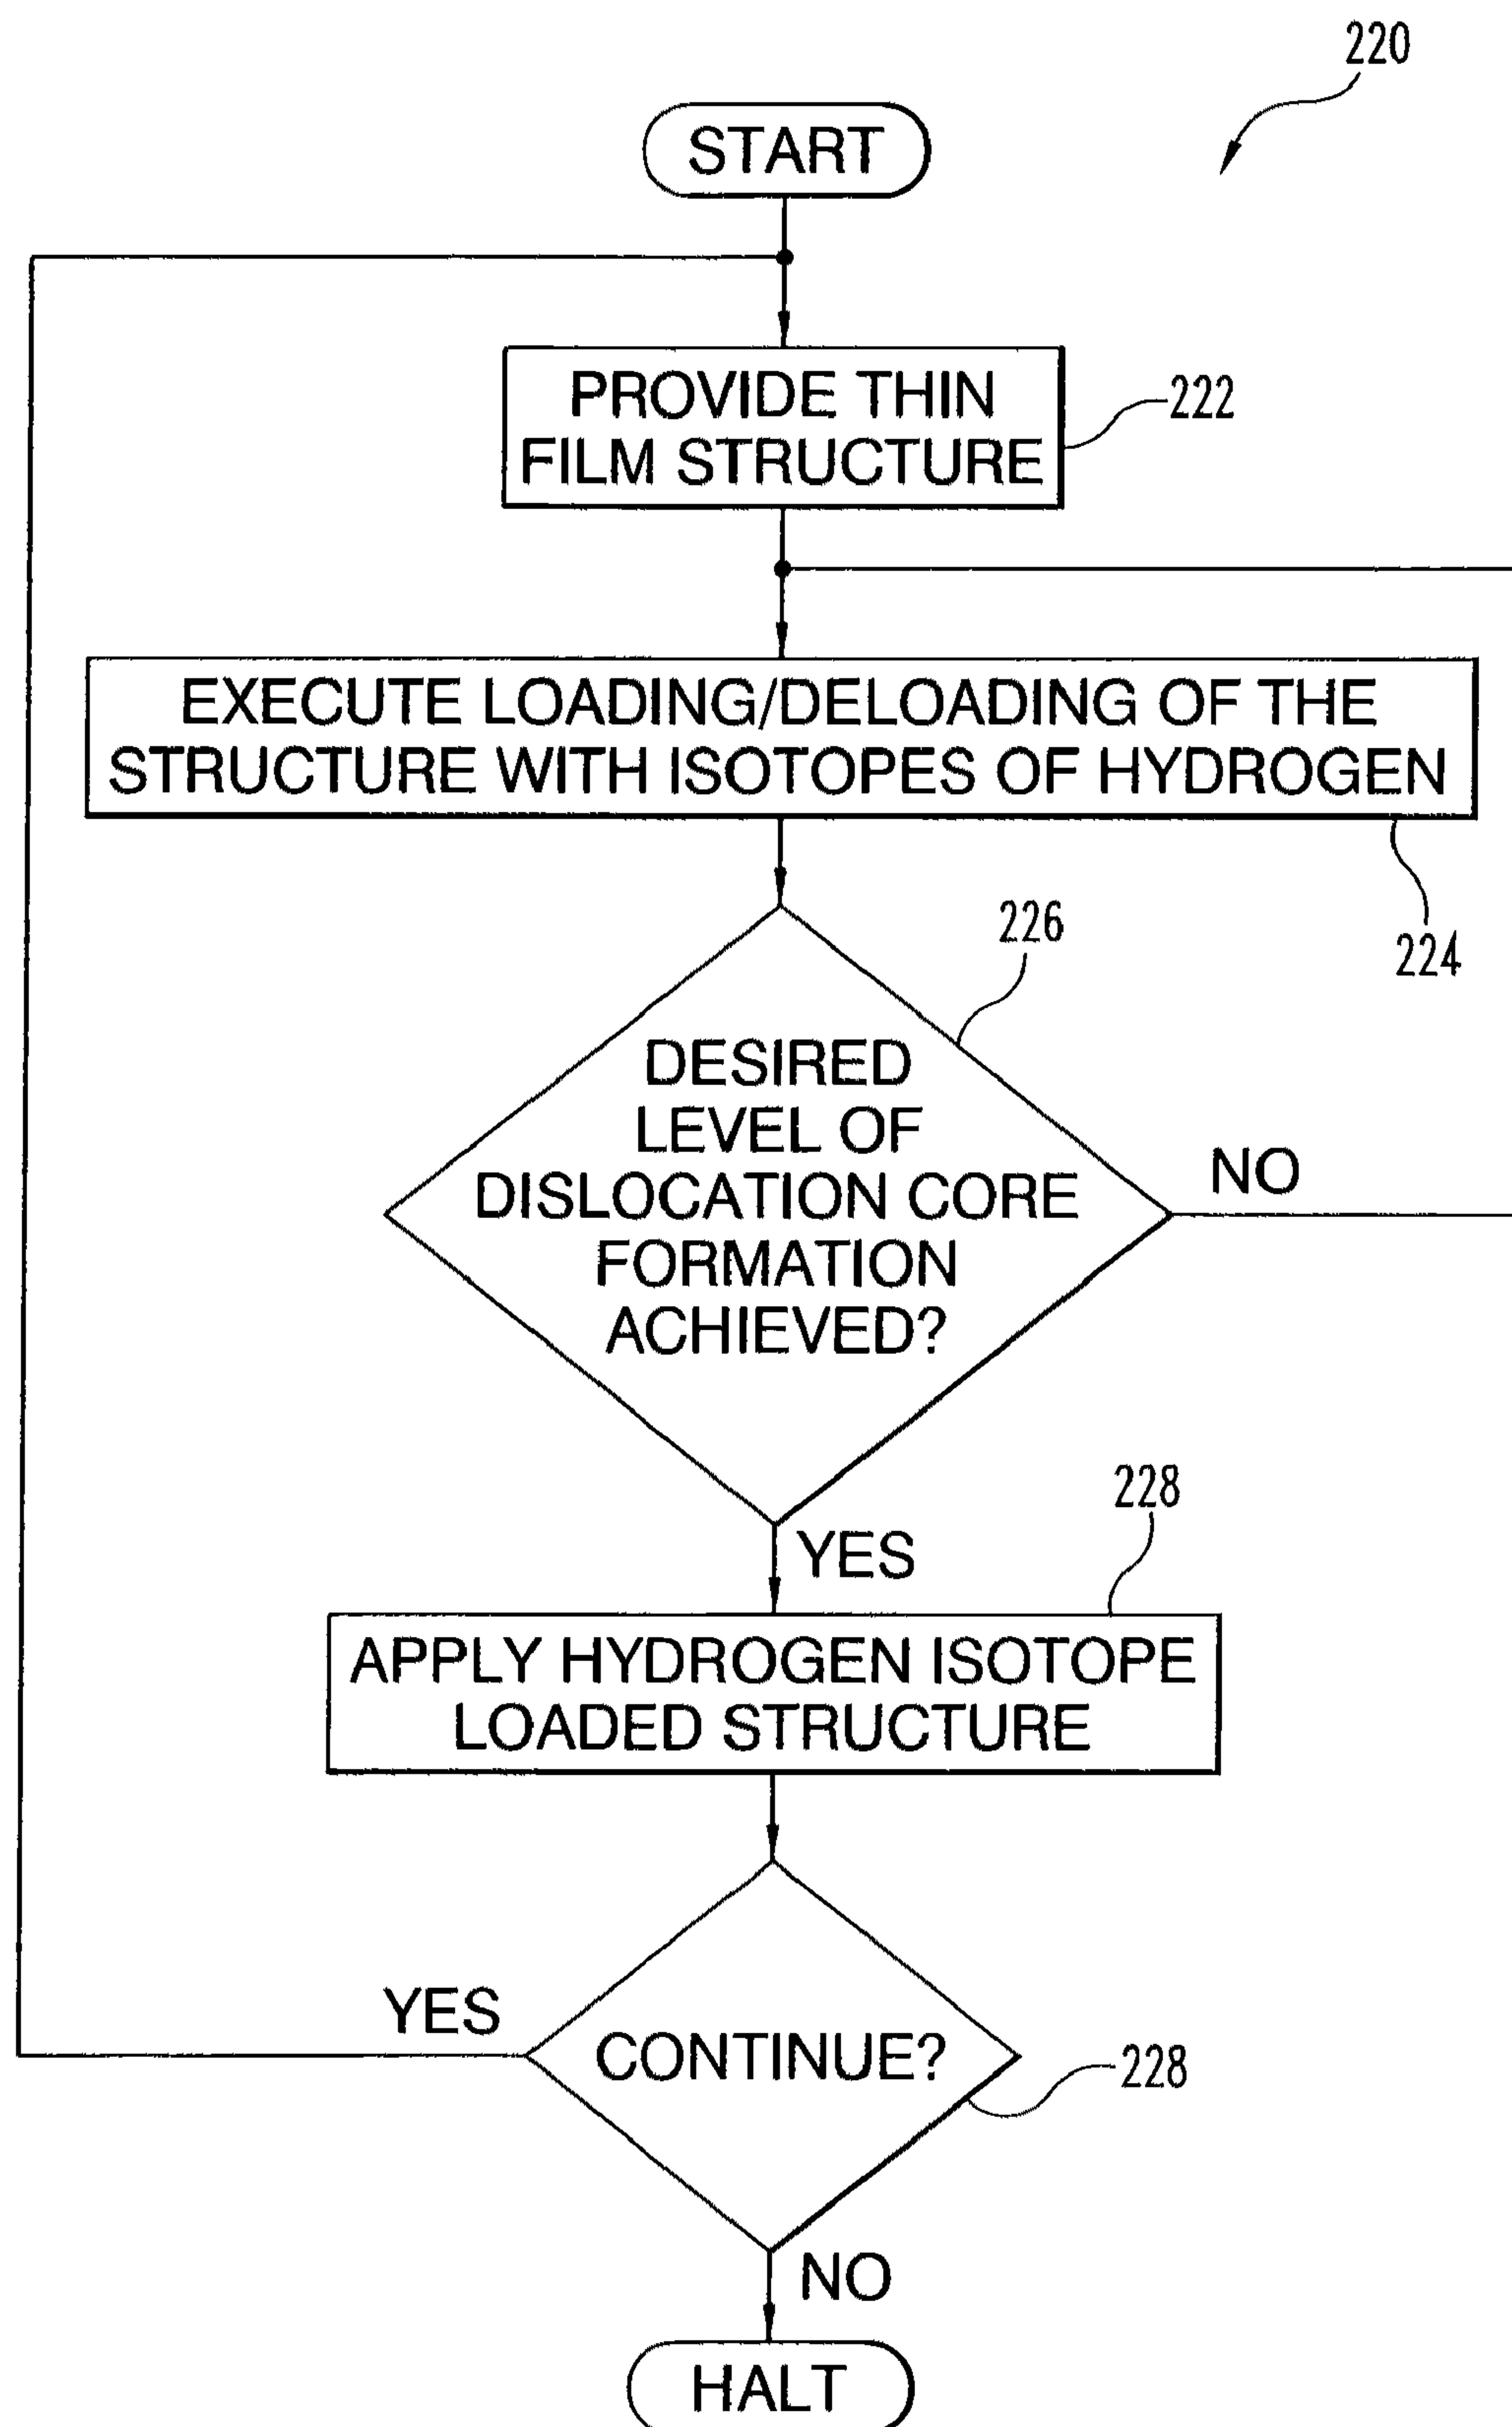 220
START
PROVIDE THIN
FILM STRUCTURE
222
EXECUTE LOADING/DELOADING OF THE
STRUCTURE WITH ISOTOPES OF HYDROGEN
224
226
DESIRED
LEVEL OF
DISLOCATION CORE
FORMATION
ACHIEVED?
NO
YES
228
APPLY HYDROGEN ISOTOPE
LOADED STRUCTURE
YES
CONTINUE?
228
NO
HALT